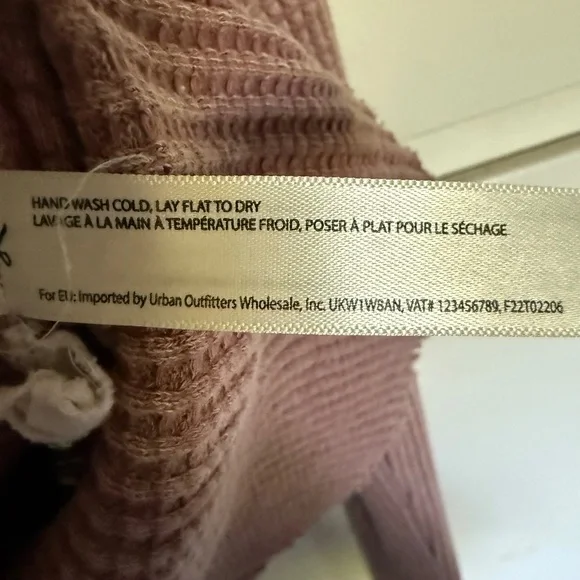 HAND WASH COLD, LAY FLAT TO DRY
LAVAGE À LA MAIN À TEMPÉRATURE FROID, POSER À PLAT POUR LE SÉCHAGE
For EU: Imported by Urban Outfitters Wholesale, Inc. UKW1W8AN, VAT# 123456789, F22T02206